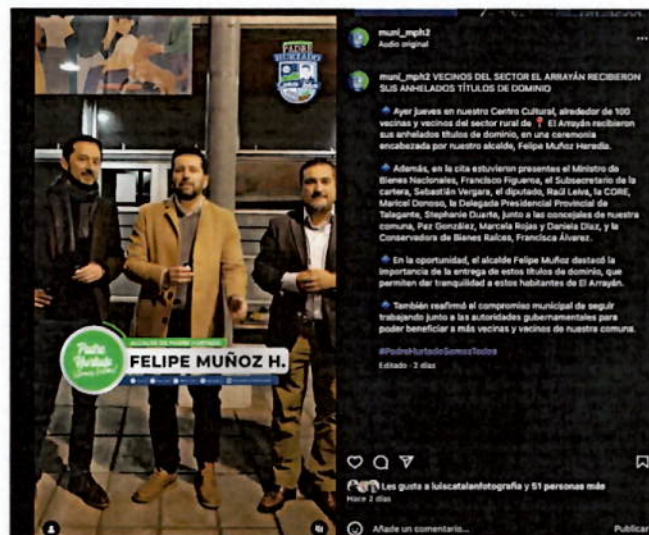 PADRE
HURTADO
ALCALDE DE PADRE HURTADO
FELIPE MUÑOZ H.
Padre
Hurtado
muni_mph2
Audio original
muni_mph2 VECINOS DEL SECTOR EL ARRAYÁN RECIBIERON
SUS ANHELADOS TÍTULOS DE DOMINIO
Ayer jueves en nuestro Centro Cultural, alrededor de 100
vecinas y vecinos del sector rural de 📍 El Arrayán recibieron
sus anhelados títulos de dominio, en una ceremonia
encabezada por nuestro alcalde, Felipe Muñoz Heredia.
Además, en la cita estuvieron presentes el Ministro de
Bienes Nacionales, Francisco Figueroa, el Subsecretario de la
cartera, Sebastián Vergara, el diputado, Raúl Leiva, la CORE,
Maricel Donoso, la Delegada Presidencial Provincial de
Talagante, Stephanie Duarte, junto a las concejales de nuestra
comuna, Paz González, Marcela Rojas y Daniela Díaz, y la
Conservadora de Bienes Raíces, Francisca Álvarez.
En la oportunidad, el alcalde Felipe Muñoz destacó la
importancia de la entrega de estos títulos de dominio, que
permiten dar tranquilidad a estos habitantes de El Arrayán.
También reafirmó el compromiso municipal de seguir
trabajando junto a las autoridades gubernamentales para
poder beneficiar a más vecinas y vecinos de nuestra comuna.
#PadreHurtadoSomosTodos
Editado · 2 días
Les gusta a luiscatalanfotografia y 51 personas más
Hace 2 días
Añade un comentario...
Publicar